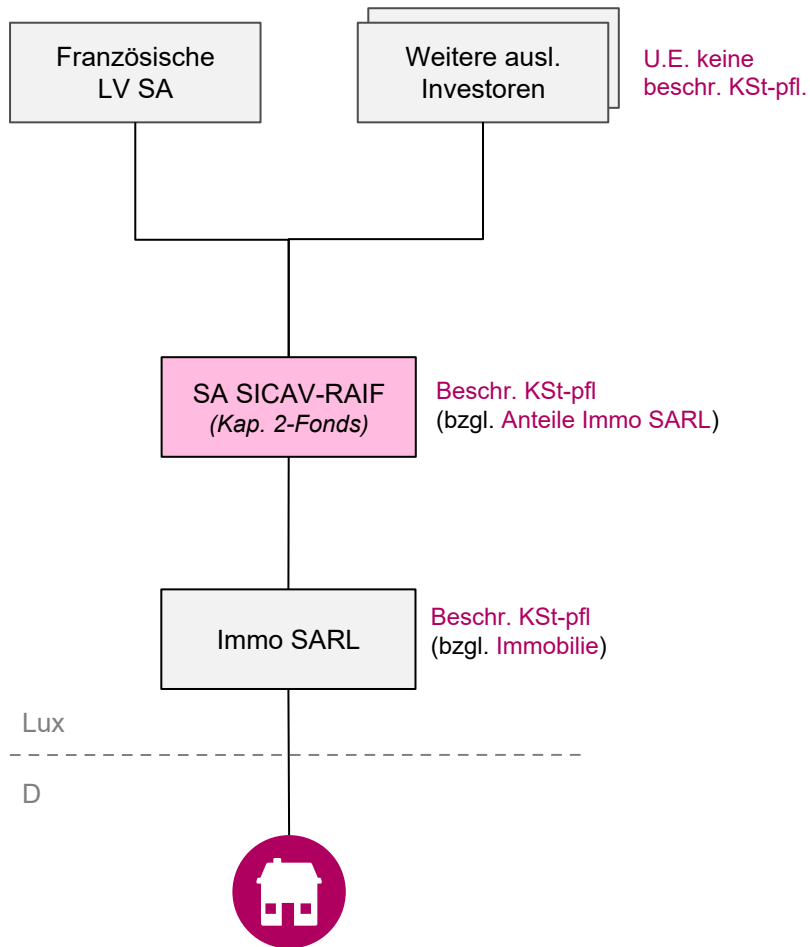 Französische
LV SA
Weitere ausl.
Investoren
U.E. keine
beschr. KSt-pfl.
SA SICAV-RAIF
(Kap. 2-Fonds)
Beschr. KSt-pfl
(bzgl. Anteile Immo SARL)
Immo SARL
Beschr. KSt-pfl
(bzgl. Immobilie)
Lux
D